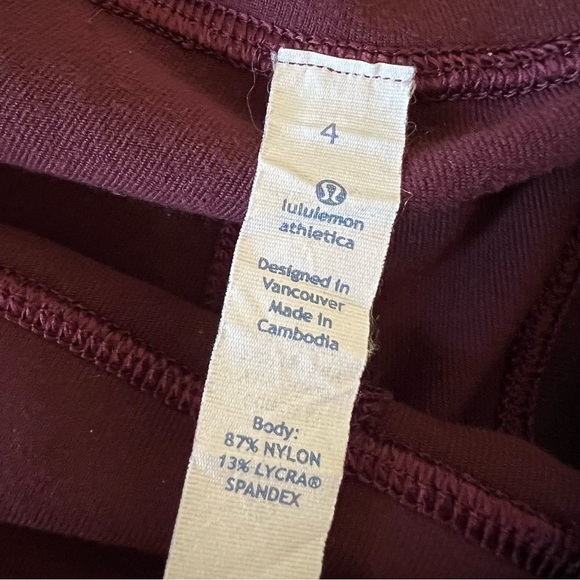 4
lululemon
athletica
Designed in
Vancouver
Made in
Cambodia
Body:
87% NYLON
13% LYCRA®
SPANDEX